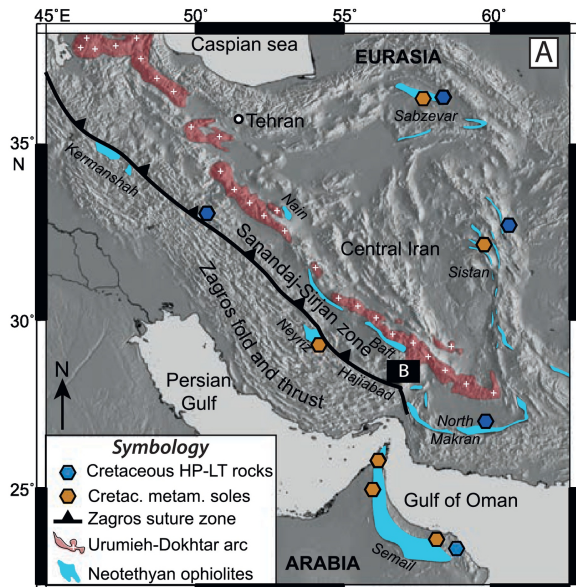 45°E
50°
55°
60°
A
Caspian sea
EURASIA
Tehran
Sabzevar
35°
N
Kermanshah
Nain
Sanandaj-Sirjan zone
Central Iran
Sistan
Zagros fold and thrust
30°
Neyriz
Baft
Hajiabad
B
N
Persian
Gulf
North
Makran
Symbology
Cretaceous HP-LT rocks
Cretac. metam. soles
Zagros suture zone
Urumieh-Dokhtar arc
Neotethyan ophiolites
25°
Gulf of Oman
Semail
ARABIA